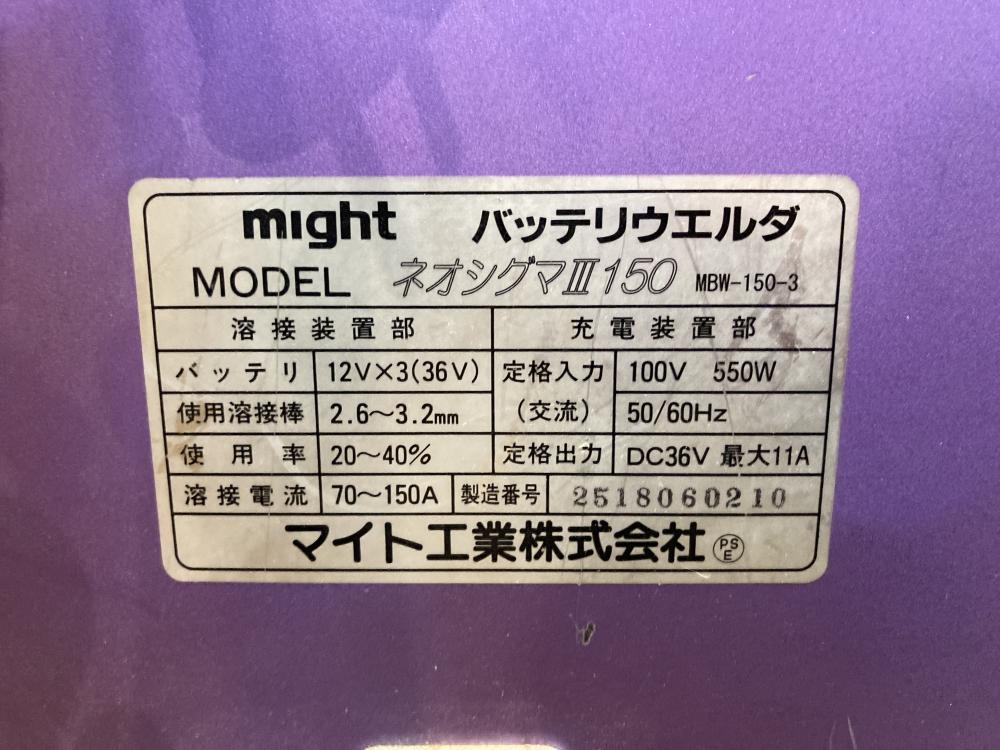 might バッテリウエルダ
MODEL ネオシグマⅢ150 MBW-150-3
溶接装置部 充電装置部
バッテリ 12V×3(36V) 定格入力 100V 550W
使用溶接棒 2.6～3.2mm (交流) 50/60Hz
使用率 20～40% 定格出力 DC36V 最大11A
溶接電流 70～150A 製造番号 2518060210
マイト工業株式会社 PSE